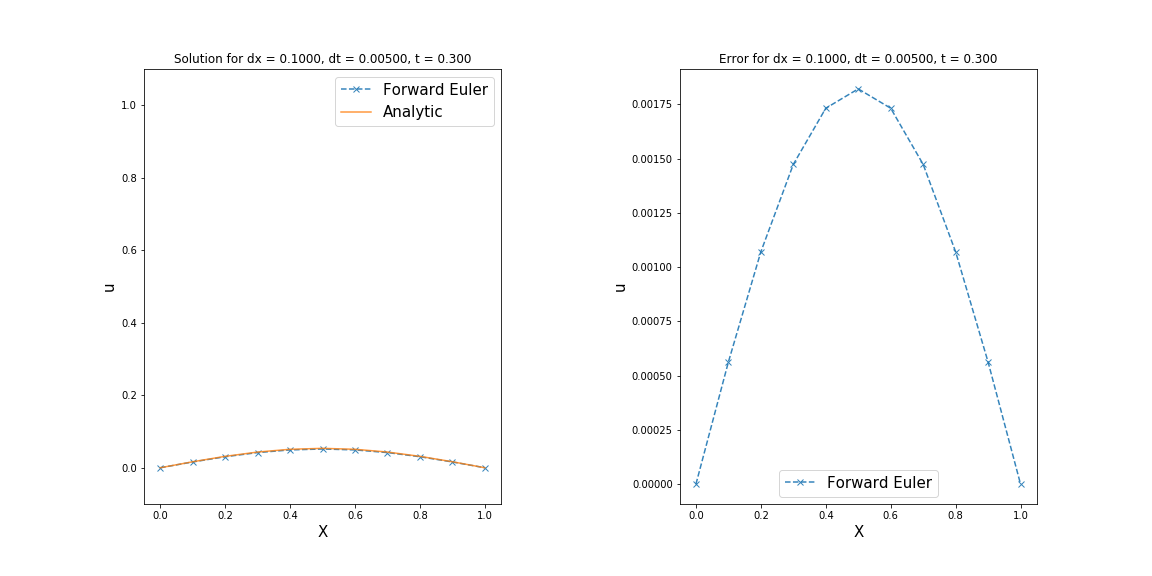 Solution for dx = 0.1000, dt = 0.00500, t = 0.300
Forward Euler
Analytic
1.0
0.8
0.6
0.4
0.2
0.0
u
0.0 0.2 0.4 0.6 0.8 1.0
X
Error for dx = 0.1000, dt = 0.00500, t = 0.300
0.00175
0.00150
0.00125
0.00100
0.00075
0.00050
0.00025
0.00000
u
Forward Euler
0.0 0.2 0.4 0.6 0.8 1.0
X